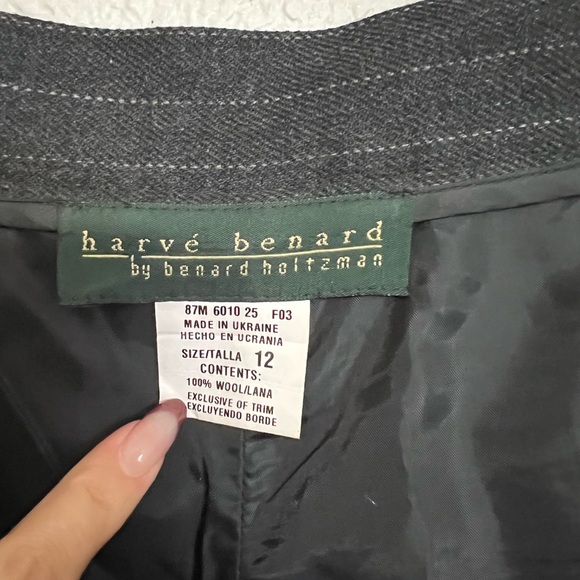 harvé benard
by benard holtzman
87M 6010 25 F03
MADE IN UKRAINE
HECHO EN UCRANIA
SIZE/TALLA 12
CONTENTS:
100% WOOL/LANA
EXCLUSIVE OF TRIM
EXCLUYENDO BORDE